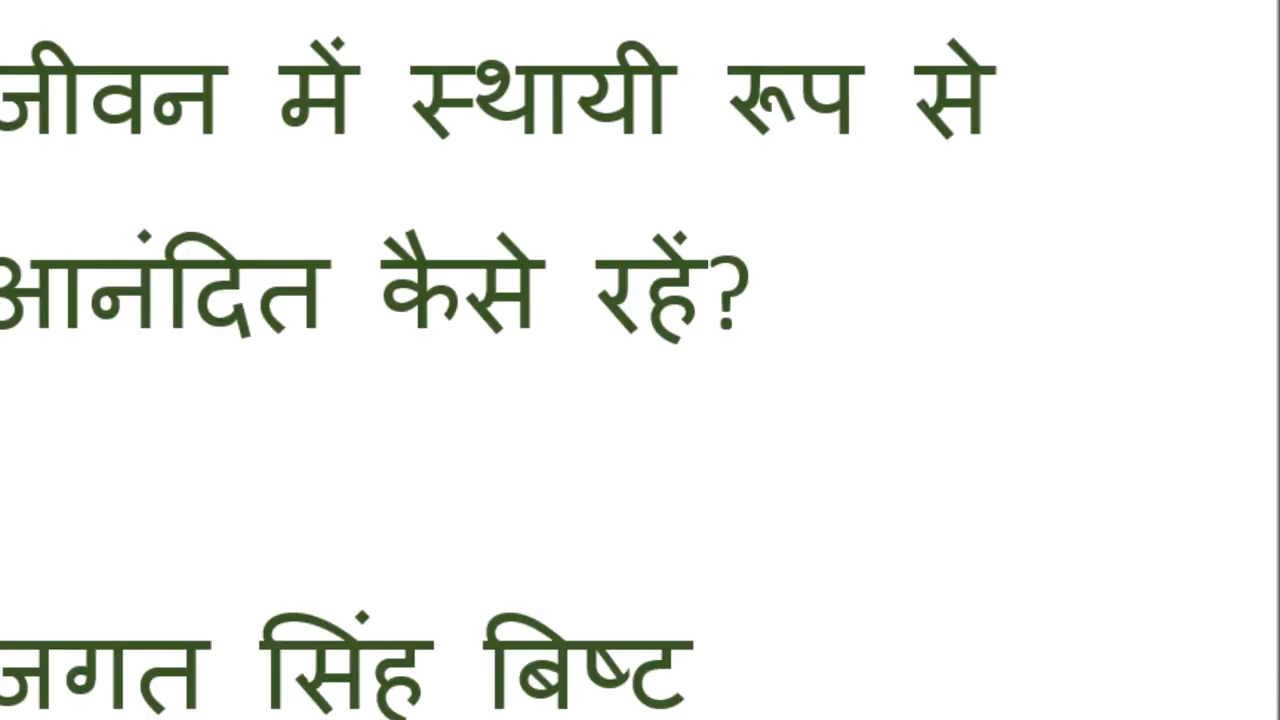 जीवन में स्थायी रूप से
आनंदित कैसे रहें?
जगत सिंह बिष्ट